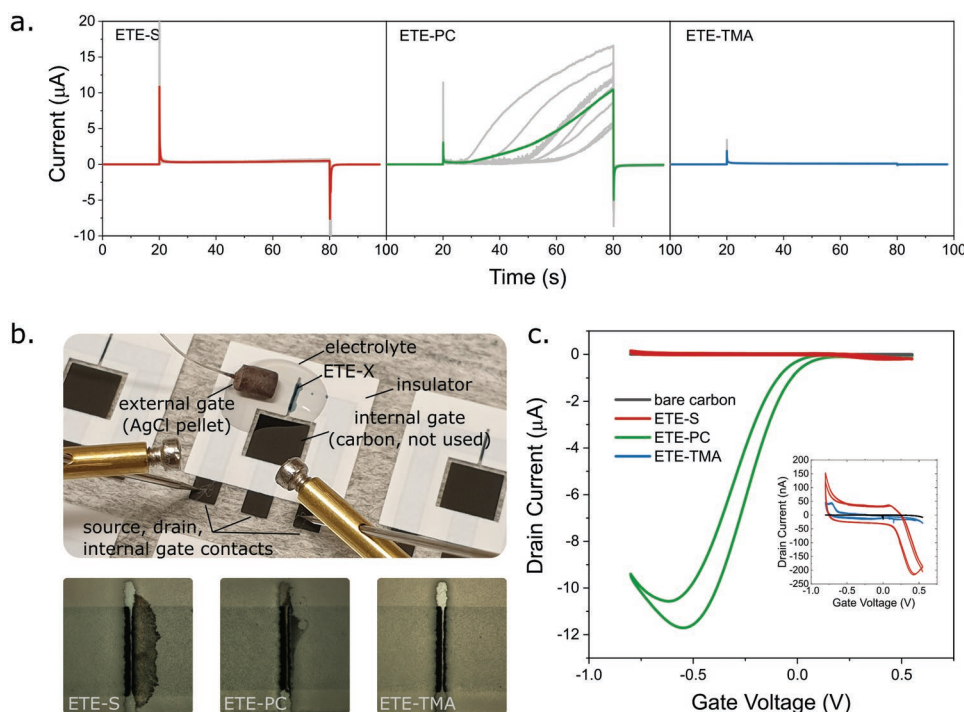 a.
ETE-S
ETE-PC
ETE-TMA
20
15
10
5
0
-5
-10
Current (μA)
0 20 40 60 80 100
0 20 40 60 80 100
0 20 40 60 80 100
Time (s)
b.
electrolyte
ETE-X
insulator
external gate
(AgCl pellet)
internal gate
(carbon, not used)
source, drain,
internal gate contacts
ETE-S
ETE-PC
ETE-TMA
c.
0
-2
-4
-6
-8
-10
-12
Drain Current (μA)
bare carbon
ETE-S
ETE-PC
ETE-TMA
200
150
100
50
0
-50
-100
-150
-200
-250
Drain Current (nA)
-1.0 -0.5 0.0 0.5
Gate Voltage (V)
-1.0 -0.5 0.0 0.5
Gate Voltage (V)